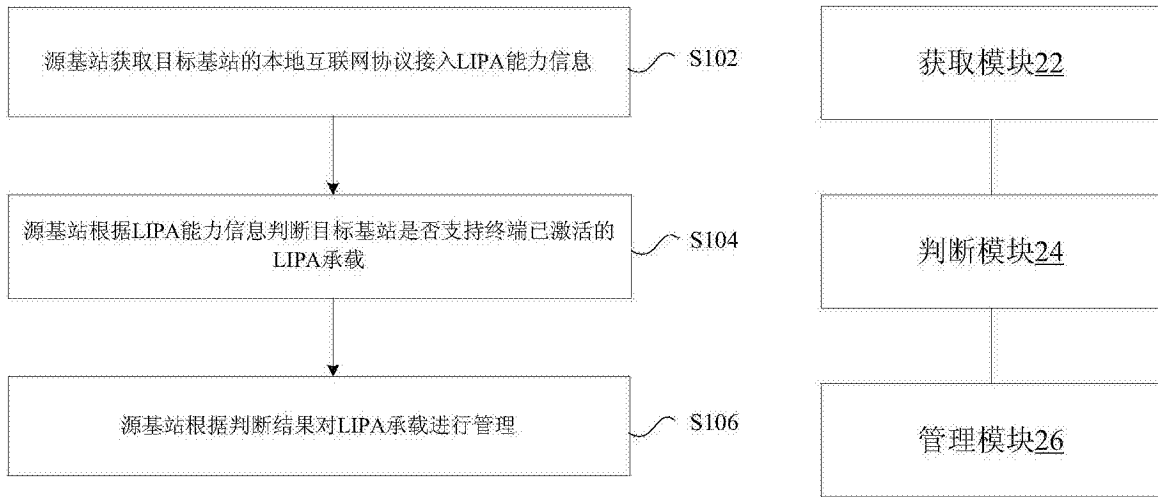 源基站获取目标基站的本地互联网协议接入LIPA能力信息
S102
源基站根据LIPA能力信息判断目标基站是否支持终端已激活的
LIPA承载
S104
源基站根据判断结果对LIPA承载进行管理
S106
获取模块22
判断模块24
管理模块26